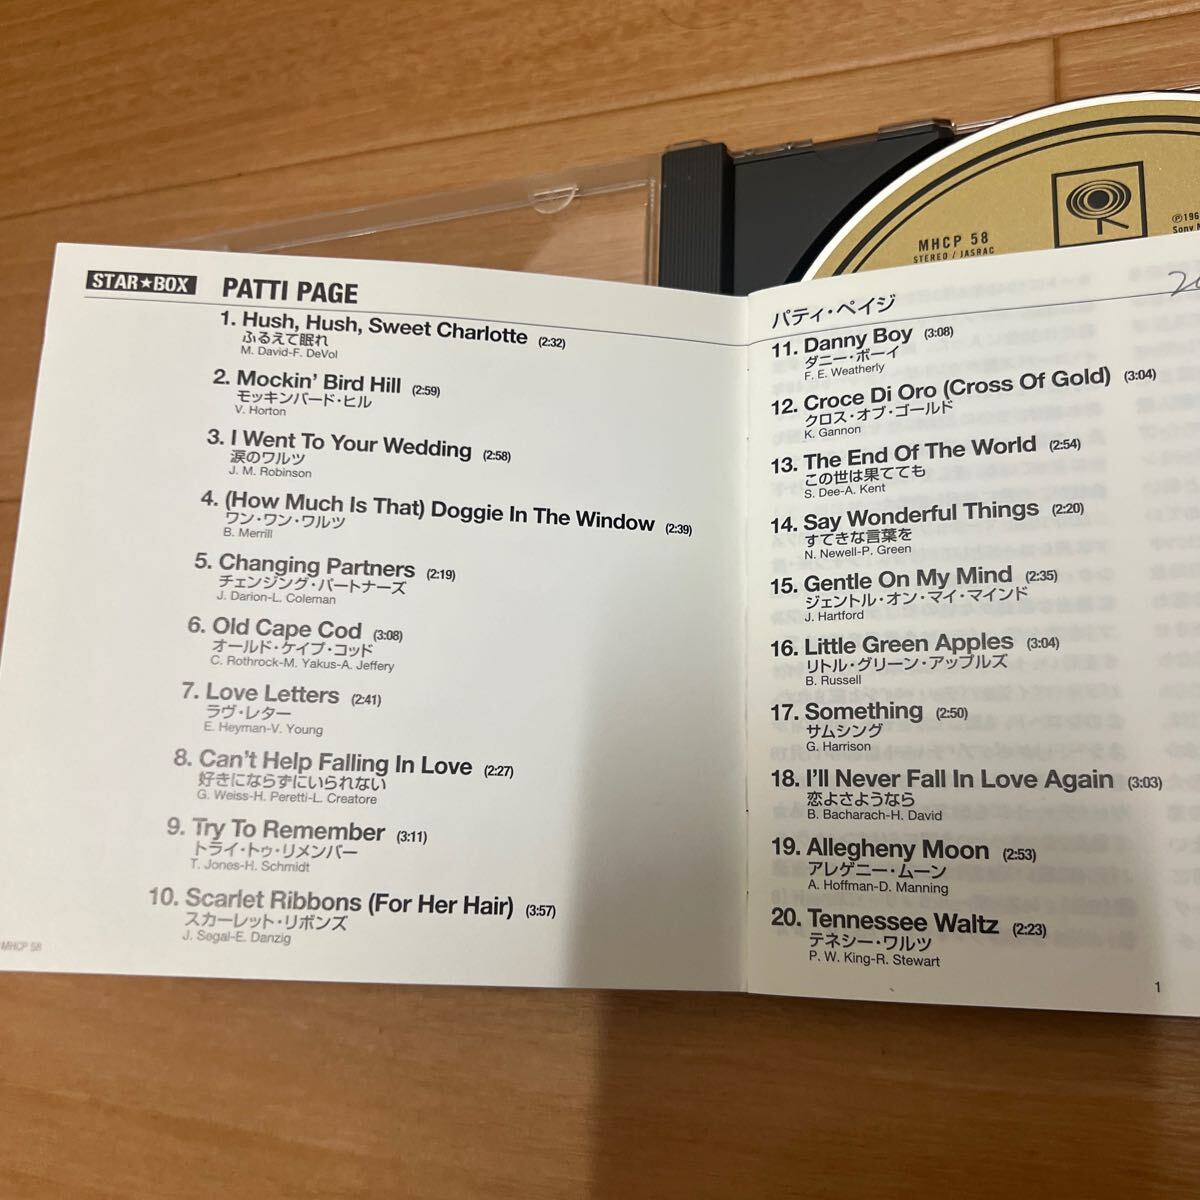 MHCP 58
STEREO / JASRAC
STAR★BOX PATTI PAGE
1. Hush, Hush, Sweet Charlotte (2:32)
ふるえて眠れ
M. David-F. DeVol
2. Mockin' Bird Hill (2:59)
モッキンバード・ヒル
V. Horton
3. I Went To Your Wedding (2:58)
涙のワルツ
J. M. Robinson
4. (How Much Is That) Doggie In The Window (2:39)
ワン・ワン・ワルツ
B. Merrill
5. Changing Partners (2:19)
チェンジング・パートナーズ
J. Darion-L. Coleman
6. Old Cape Cod (3:08)
オールド・ケイプ・コッド
C. Rothrock-M. Yakus-A. Jeffery
7. Love Letters (2:41)
ラヴ・レター
E. Heyman-V. Young
8. Can't Help Falling In Love (2:27)
好きにならずにいられない
G. Weiss-H. Peretti-L. Creatore
9. Try To Remember (3:11)
トライ・トゥ・リメンバー
T. Jones-H. Schmidt
10. Scarlet Ribbons (For Her Hair) (3:57)
スカーレット・リボンズ
J. Segal-E. Danzig
MHCP 58
パティ・ペイジ
11. Danny Boy (3:08)
ダニー・ボーイ
F. E. Weatherly
12. Croce Di Oro (Cross Of Gold) (3:04)
クロス・オブ・ゴールド
K. Gannon
13. The End Of The World (2:54)
この世は果てても
S. Dee-A. Kent
14. Say Wonderful Things (2:20)
すてきな言葉を
N. Newell-P. Green
15. Gentle On My Mind (2:35)
ジェントル・オン・マイ・マインド
J. Hartford
16. Little Green Apples (3:04)
リトル・グリーン・アップルズ
B. Russell
17. Something (2:50)
サムシング
G. Harrison
18. I'll Never Fall In Love Again (3:03)
恋よさようなら
B. Bacharach-H. David
19. Allegheny Moon (2:53)
アレゲニー・ムーン
A. Hoffman-D. Manning
20. Tennessee Waltz (2:23)
テネシー・ワルツ
P. W. King-R. Stewart
1